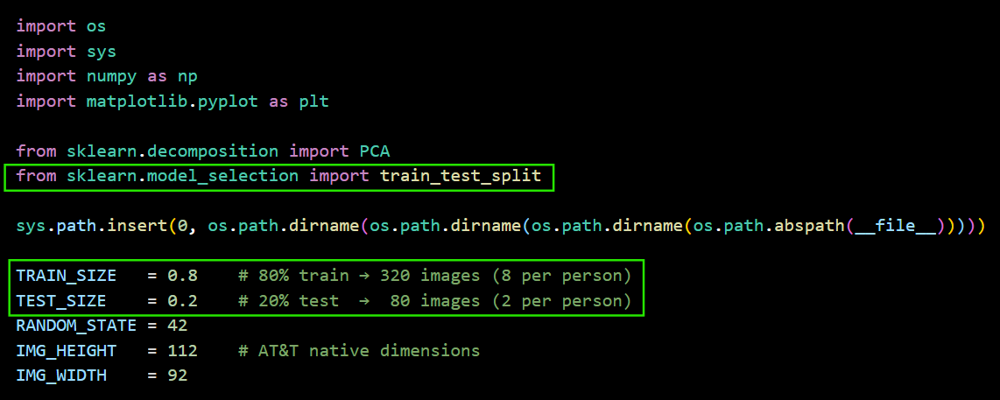 import os
import sys
import numpy as np
import matplotlib.pyplot as plt
from sklearn.decomposition import PCA
from sklearn.model_selection import train_test_split
sys.path.insert(0, os.path.dirname(os.path.dirname(os.path.dirname(os.path.abspath(__file__)))))
TRAIN_SIZE   = 0.8    # 80% train → 320 images (8 per person)
TEST_SIZE    = 0.2    # 20% test  →  80 images (2 per person)
RANDOM_STATE = 42
IMG_HEIGHT   = 112    # AT&T native dimensions
IMG_WIDTH    = 92